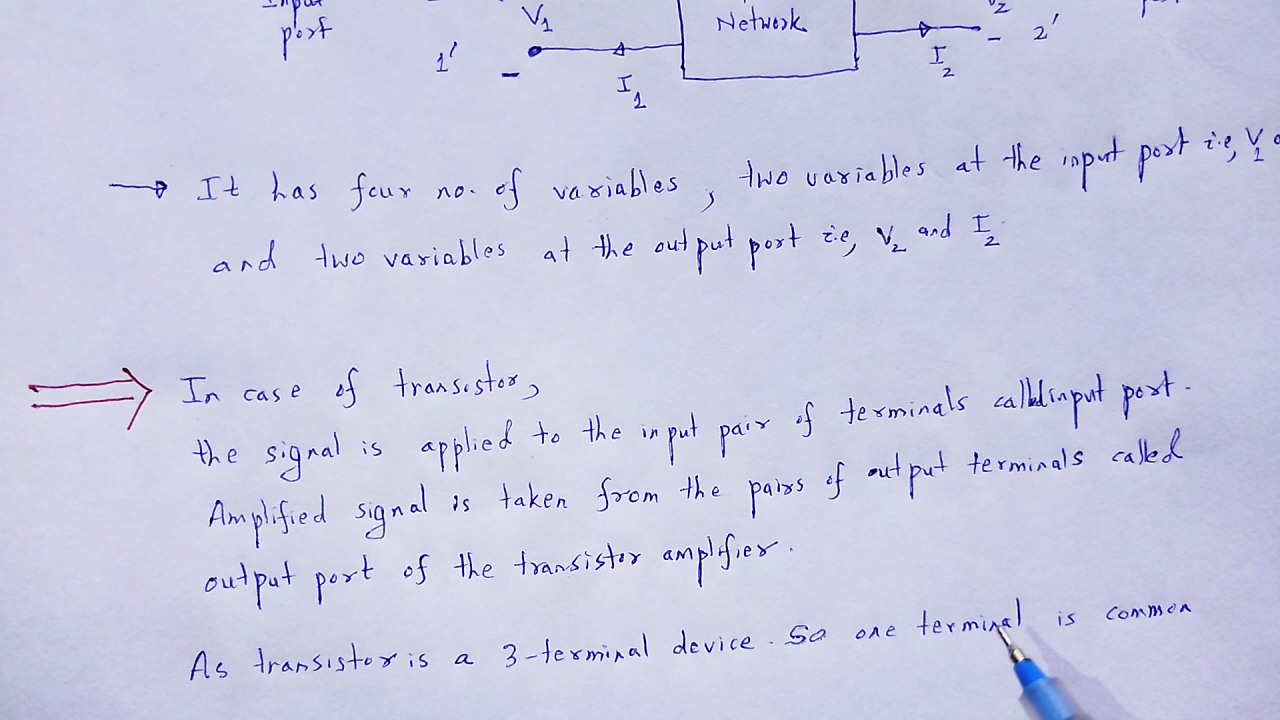 port
V₁
Network
1'
-
I₁
I₂
-
2'
→ It has four no. of variables, two variables at the input port i.e, V₁
and two variables at the output port i.e, V₂ and I₂
⇒ In case of transistor,
the signal is applied to the input pair of terminals called input port.
Amplified signal is taken from the pairs of output terminals called
output port of the transistor amplifier.
As transistor is a 3-terminal device. So one terminal is common